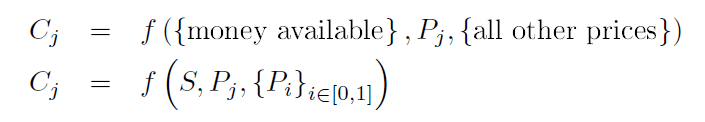 C_j = f ({money available} , P_j, {all other prices})
C_j = f (S, P_j, {P_i}_{i∈[0,1]})